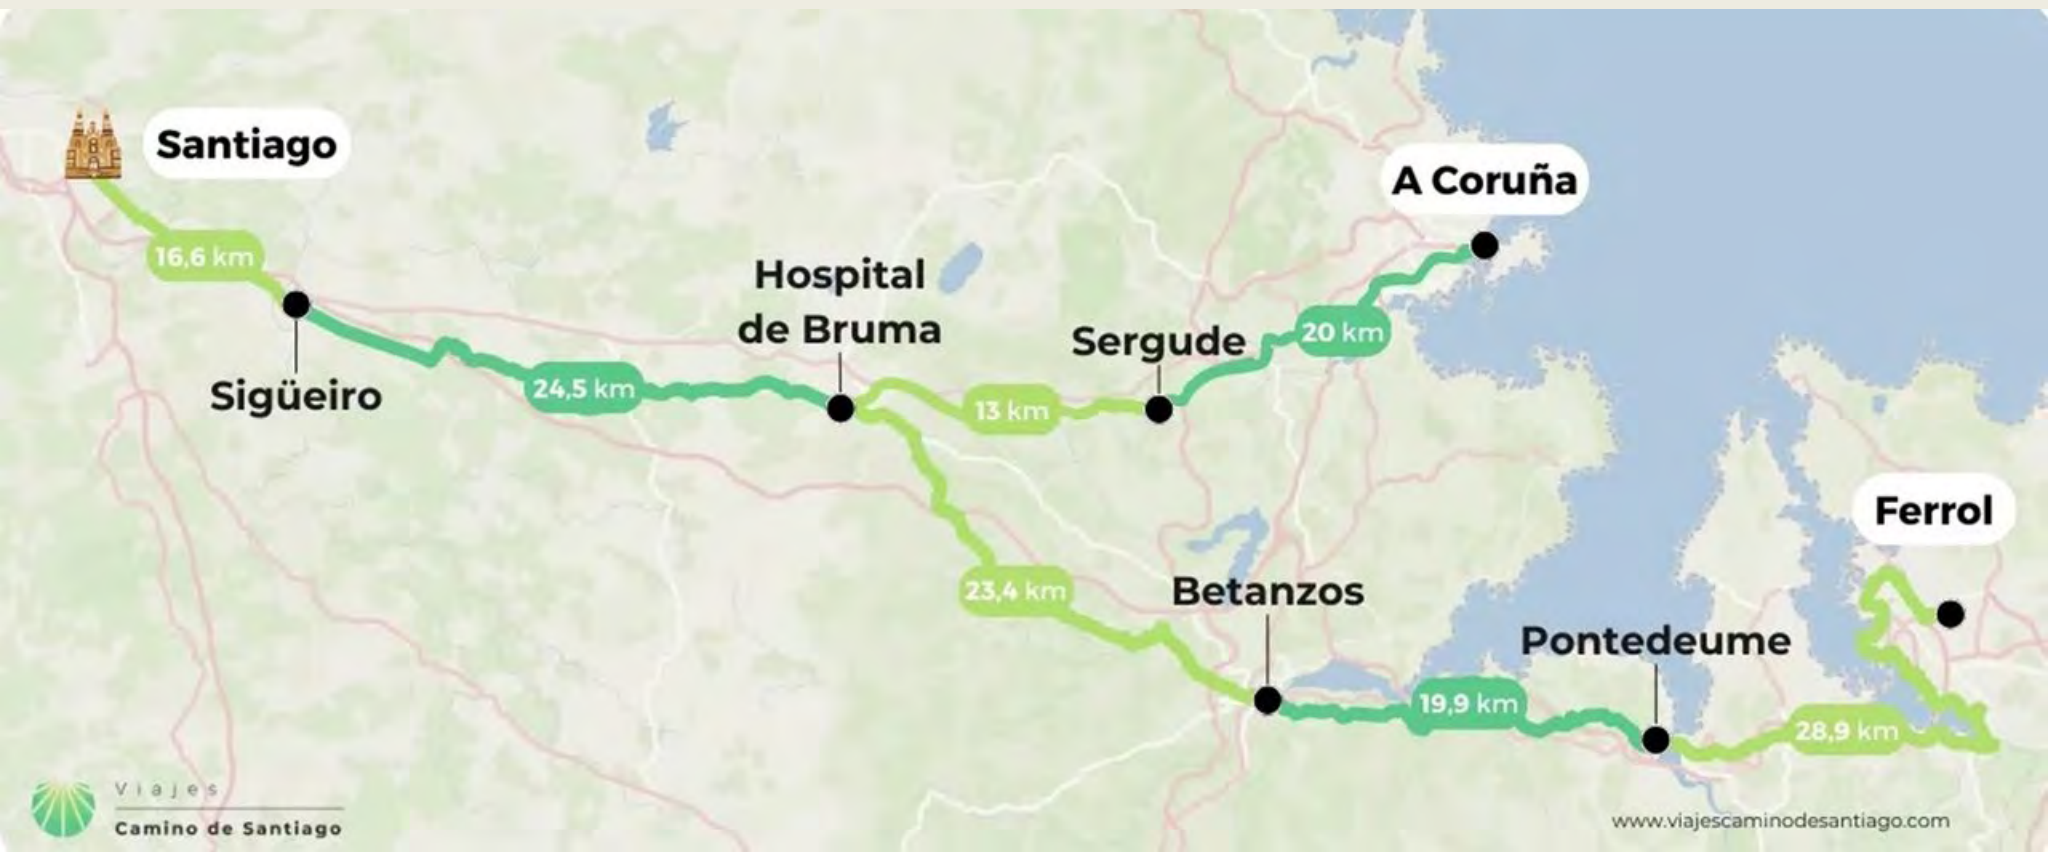 Santiago
A Coruña
16,6 km
Hospital
de Bruma
Sergude
20 km
Sigüeiro
24,5 km
13 km
Ferrol
23,4 km
Betanzos
Pontedeume
19,9 km
28,9 km
Viajes
Camino de Santiago
www.viajescaminodesantiago.com